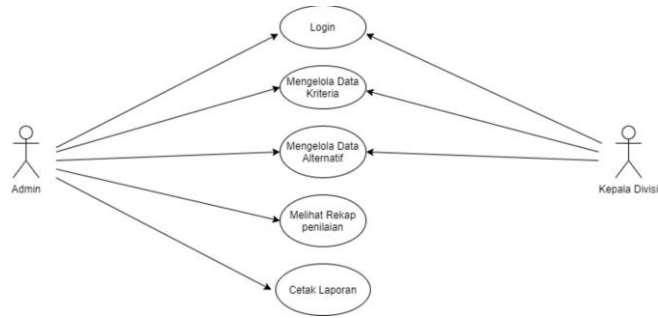 Login
Mengelola Data
Kriteria
Mengelola Data
Alternatif
Admin
Kepala Divisi
Melihat Rekap
penilaian
Cetak Laporan